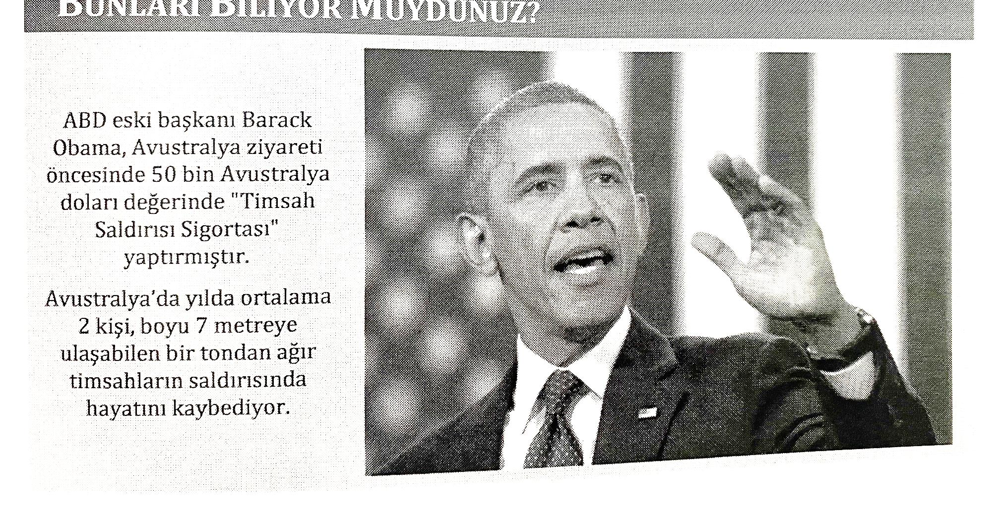 BUNLARI BİLİYOR MUYDUNUZ?
ABD eski başkanı Barack
Obama, Avustralya ziyareti
öncesinde 50 bin Avustralya
doları değerinde "Timsah
Saldırısı Sigortası"
yaptırmıştır.
Avustralya'da yılda ortalama
2 kişi, boyu 7 metreye
ulaşabilen bir tondan ağır
timsahların saldırısında
hayatını kaybediyor.